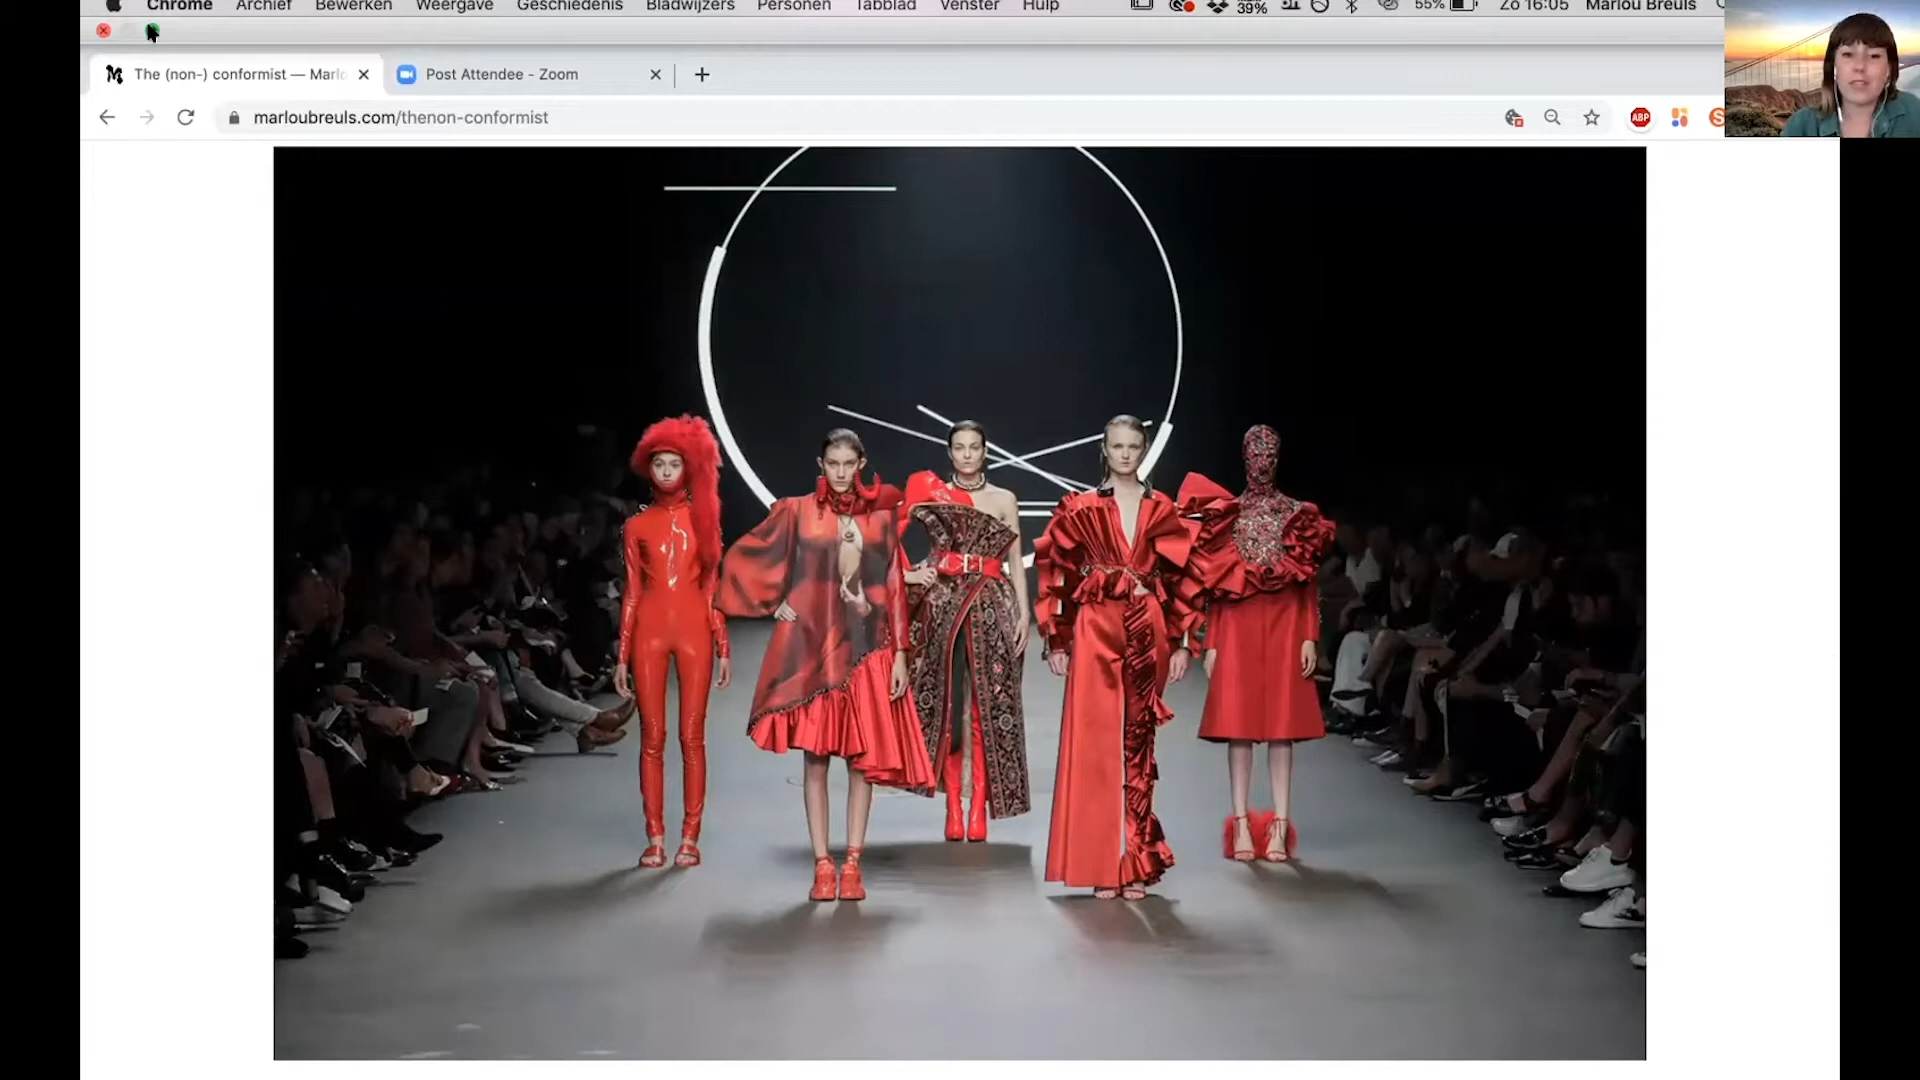 Chrome Archief Bewerken Weergave Geschiedenis Bladwijzers Personen Tabblad Venster Hulp 39% 55% Zo 16:05 Marlou Breuls
The (non-) conformist — Marlo Post Attendee - Zoom
marloubreuls.com/thenon-conformist ABP S